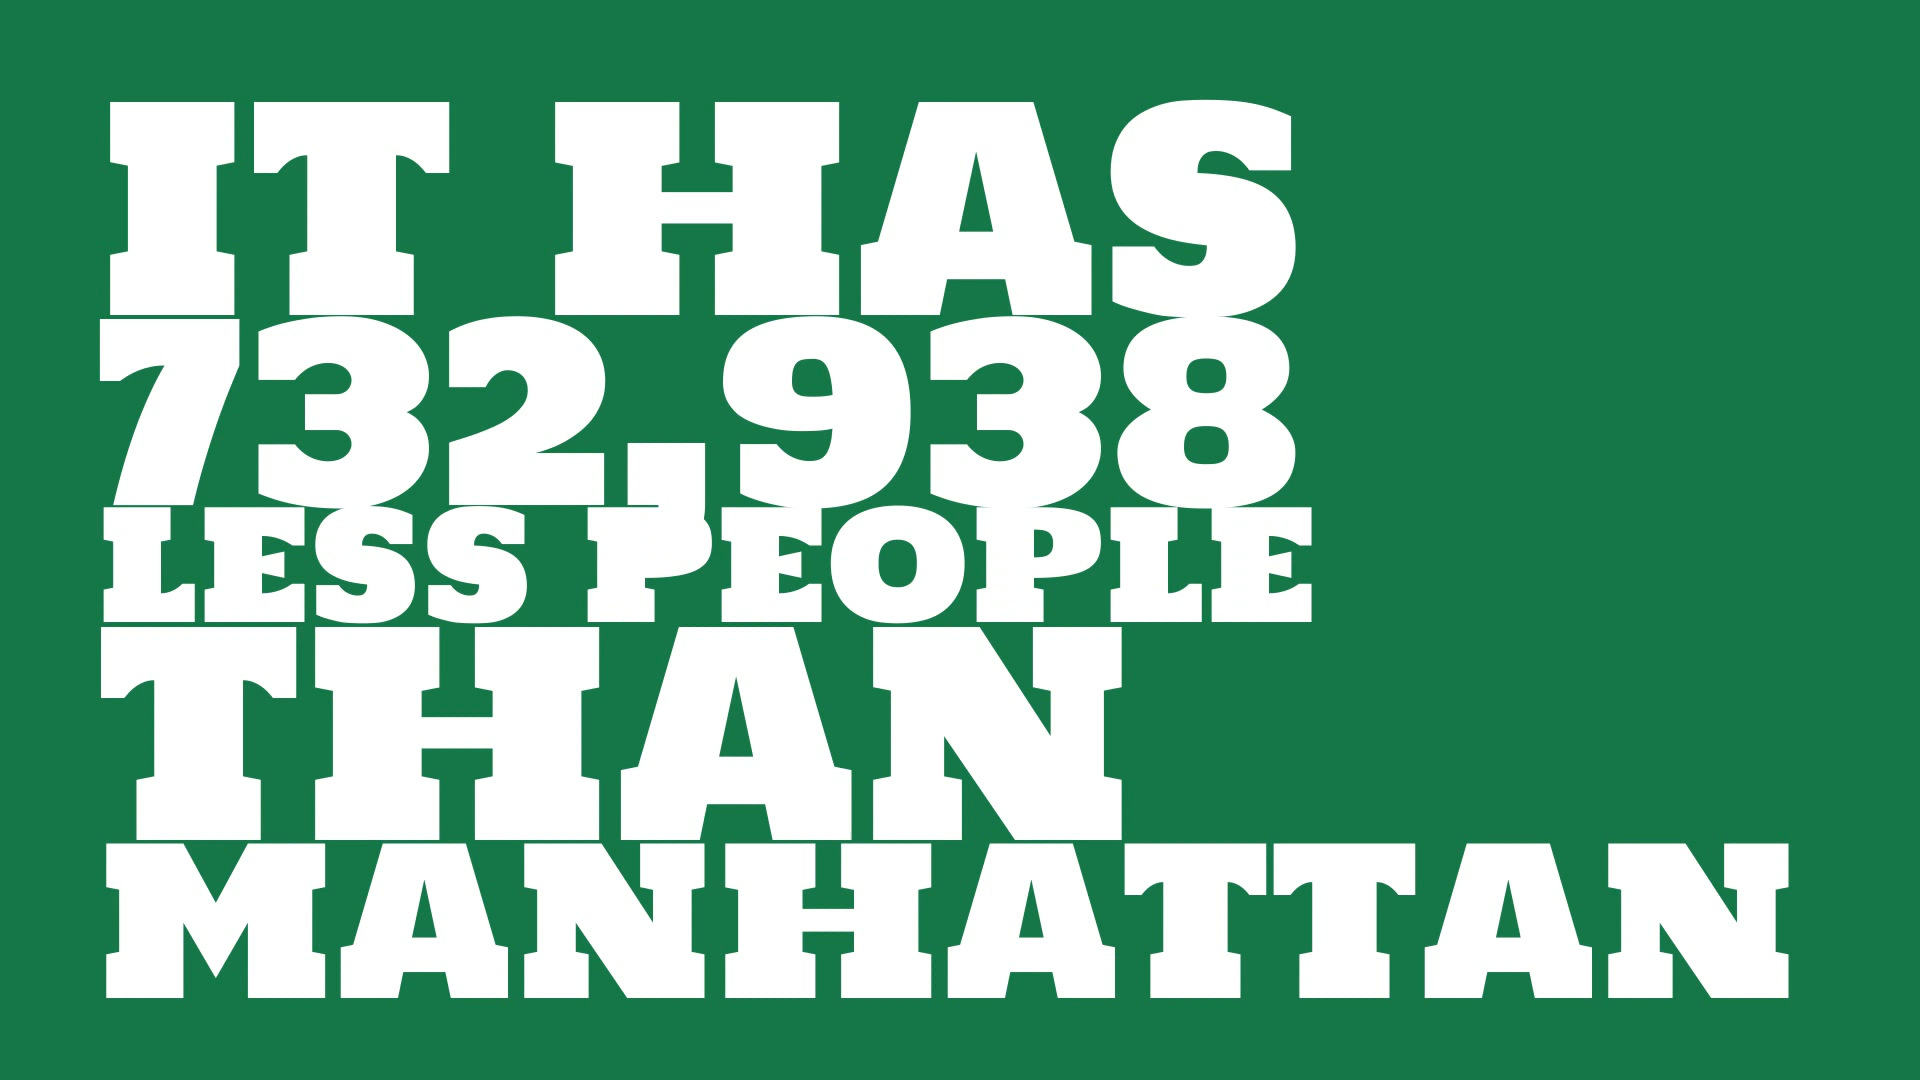 IT HAS
732,938
LESS PEOPLE
THAN
MANHATTAN